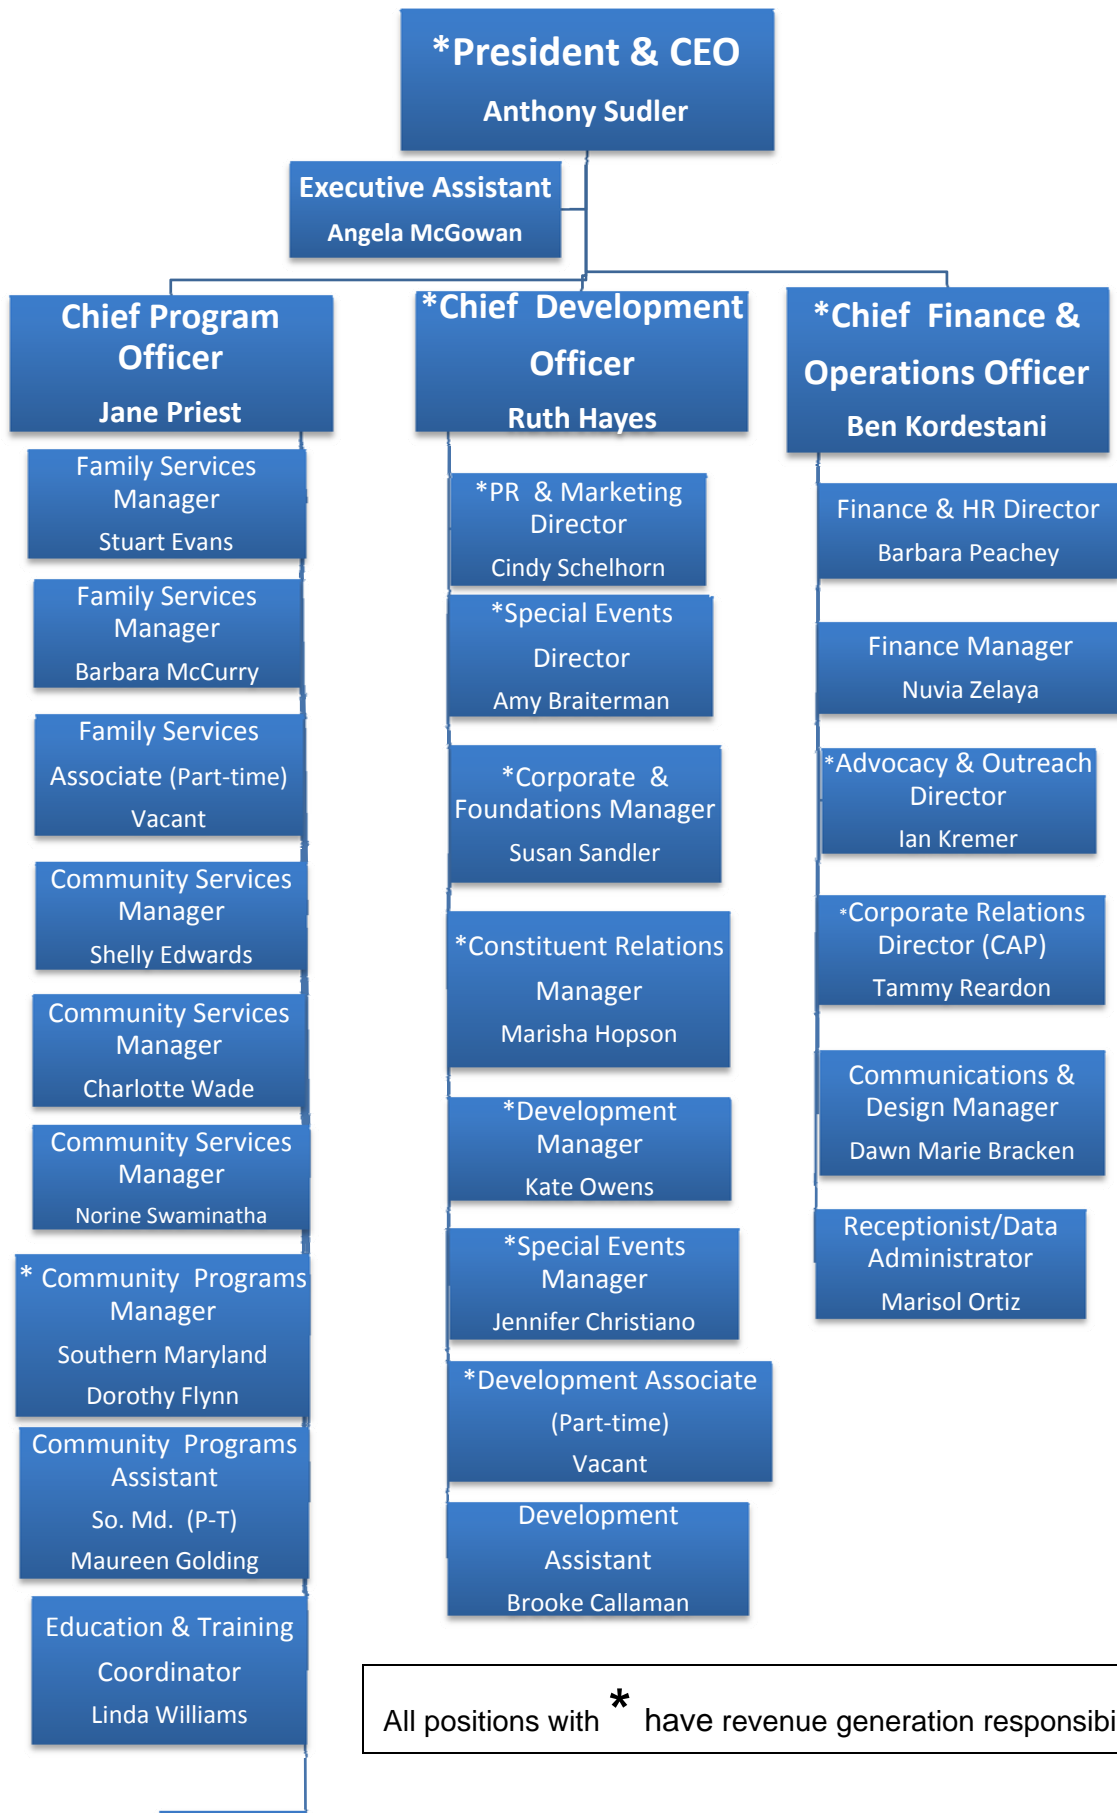 *President & CEO
Anthony Sudler
Executive Assistant
Angela McGowan
Chief Program
Officer
Jane Priest
*Chief Development
Officer
Ruth Hayes
*Chief Finance &
Operations Officer
Ben Kordestani
Family Services
Manager
Stuart Evans
Family Services
Manager
Barbara McCurry
Family Services
Associate (Part-time)
Vacant
Community Services
Manager
Shelly Edwards
Community Services
Manager
Charlotte Wade
Community Services
Manager
Norine Swaminatha
* Community Programs
Manager
Southern Maryland
Dorothy Flynn
Community Programs
Assistant
So. Md. (P-T)
Maureen Golding
Education & Training
Coordinator
Linda Williams
*PR & Marketing
Director
Cindy Schelhorn
*Special Events
Director
Amy Braiterman
*Corporate &
Foundations Manager
Susan Sandler
*Constituent Relations
Manager
Marisha Hopson
*Development
Manager
Kate Owens
*Special Events
Manager
Jennifer Christiano
*Development Associate
(Part-time)
Vacant
Development
Assistant
Brooke Callaman
Finance & HR Director
Barbara Peachey
Finance Manager
Nuvia Zelaya
*Advocacy & Outreach
Director
Ian Kremer
*Corporate Relations
Director (CAP)
Tammy Reardon
Communications &
Design Manager
Dawn Marie Bracken
Receptionist/Data
Administrator
Marisol Ortiz
All positions with * have revenue generation responsibi